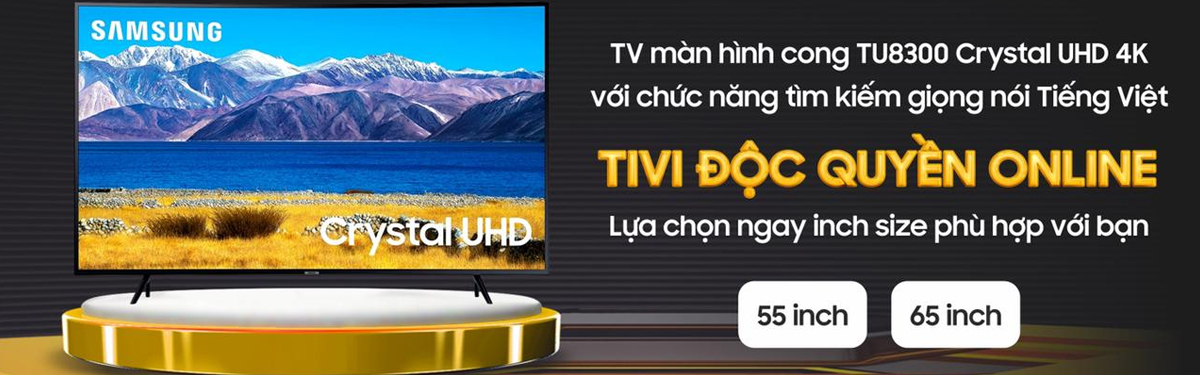 SAMSUNG
Crystal UHD
TV màn hình cong TU8300 Crystal UHD 4K
với chức năng tìm kiếm giọng nói Tiếng Việt
TIVI ĐỘC QUYỀN ONLINE
Lựa chọn ngay inch size phù hợp với bạn
55 inch
65 inch